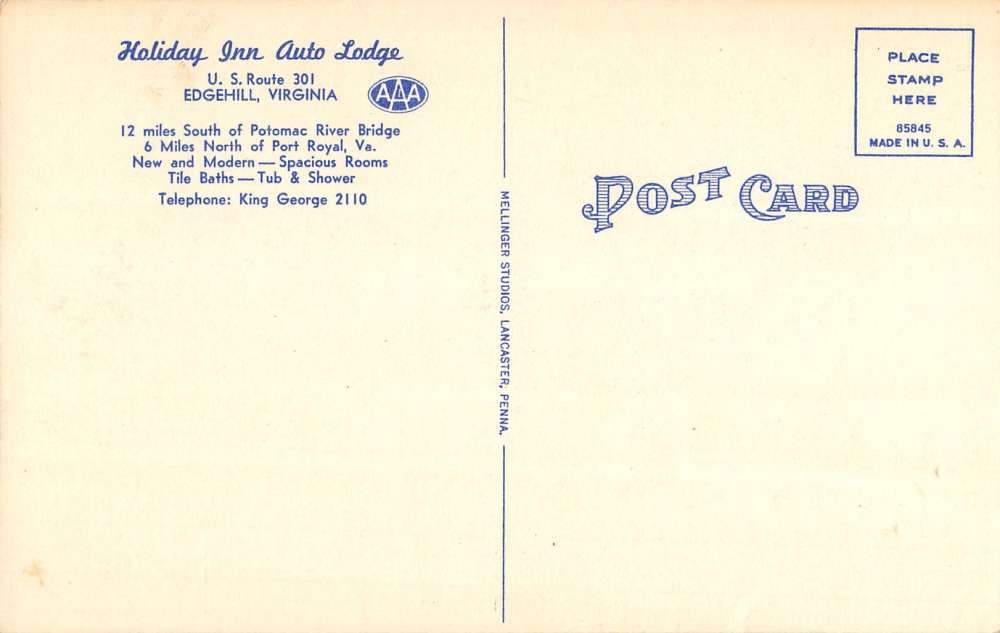 Holiday Inn Auto Lodge
U. S. Route 301
EDGEHILL, VIRGINIA
AAA
12 miles South of Potomac River Bridge
6 Miles North of Port Royal, Va.
New and Modern — Spacious Rooms
Tile Baths — Tub & Shower
Telephone: King George 2110
MELLINGER STUDIOS, LANCASTER, PENNA.
POST CARD
PLACE
STAMP
HERE
85845
MADE IN U. S. A.